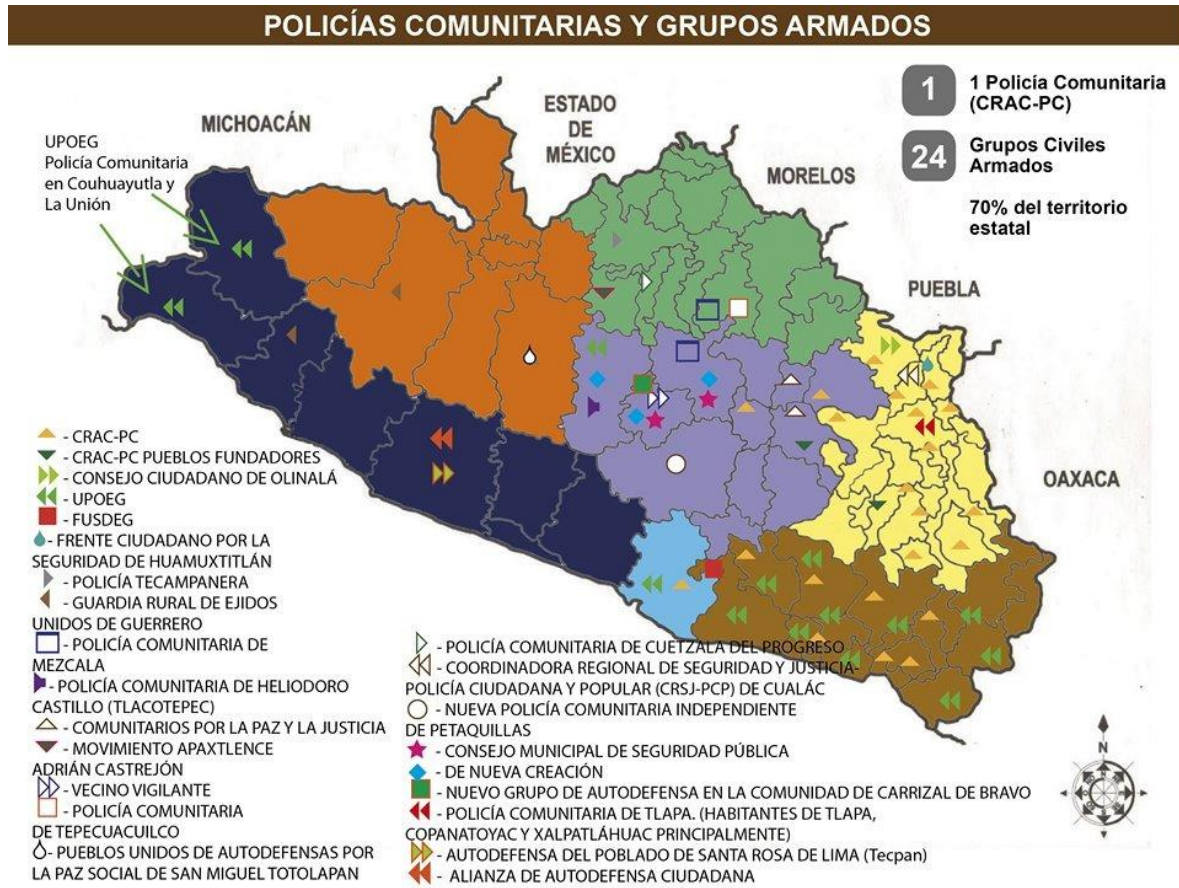 POLICÍAS COMUNITARIAS Y GRUPOS ARMADOS
1
1 Policía Comunitaria
(CRAC-PC)
24
Grupos Civiles
Armados
70% del territorio
estatal
MICHOACÁN
ESTADO
DE
MÉXICO
MORELOS
PUEBLA
OAXACA
UPOEG
Policía Comunitaria
en Couhuayutla y
La Unión
- CRAC-PC
- CRAC-PC PUEBLOS FUNDADORES
- CONSEJO CIUDADANO DE OLINALÁ
- UPOEG
- FUSDEG
- FRENTE CIUDADANO POR LA
SEGURIDAD DE HUAMUXTITLÁN
- POLICÍA TECAMPANERA
- GUARDIA RURAL DE EJIDOS
UNIDOS DE GUERRERO
- POLICÍA COMUNITARIA DE
MEZCALA
- POLICÍA COMUNITARIA DE HELIODORO
CASTILLO (TLACOTEPEC)
- COMUNITARIOS POR LA PAZ Y LA JUSTICIA
- MOVIMIENTO APAXTLENCE
ADRIÁN CASTREJÓN
- VECINO VIGILANTE
- POLICÍA COMUNITARIA
DE TEPECUACUILCO
- PUEBLOS UNIDOS DE AUTODEFENSAS POR
LA PAZ SOCIAL DE SAN MIGUEL TOTOLAPAN
- POLICÍA COMUNITARIA DE CUETZALA DEL PROGRESO
- COORDINADORA REGIONAL DE SEGURIDAD Y JUSTICIA-
POLICÍA CIUDADANA Y POPULAR (CRSJ-PCP) DE CUALÁC
- NUEVA POLICÍA COMUNITARIA INDEPENDIENTE
DE PETAQUILLAS
- CONSEJO MUNICIPAL DE SEGURIDAD PÚBLICA
- DE NUEVA CREACIÓN
- NUEVO GRUPO DE AUTODEFENSA EN LA COMUNIDAD DE CARRIZAL DE BRAVO
- POLICÍA COMUNITARIA DE TLAPA. (HABITANTES DE TLAPA,
COPANATOYAC Y XALPATLÁHUAC PRINCIPALMENTE)
- AUTODEFENSA DEL POBLADO DE SANTA ROSA DE LIMA (Tecpan)
- ALIANZA DE AUTODEFENSA CIUDADANA
N